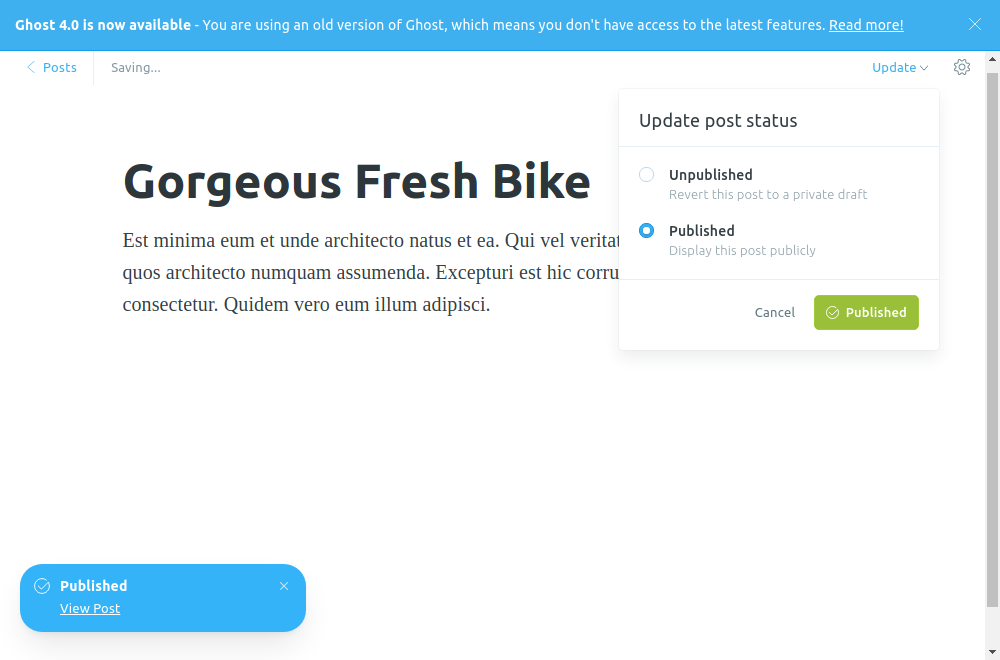 Ghost 4.0 is now available - You are using an old version of Ghost, which means you don't have access to the latest features. Read more!
Posts
Saving...
Update
Update post status
Unpublished
Revert this post to a private draft
Published
Display this post publicly
Cancel
Published
Gorgeous Fresh Bike
Est minima eum et unde architecto natus et ea. Qui vel
quos architecto numquam assumenda. Excepturi est hic
consectetur. Quidem vero eum illum adipisci.
Published
View Post